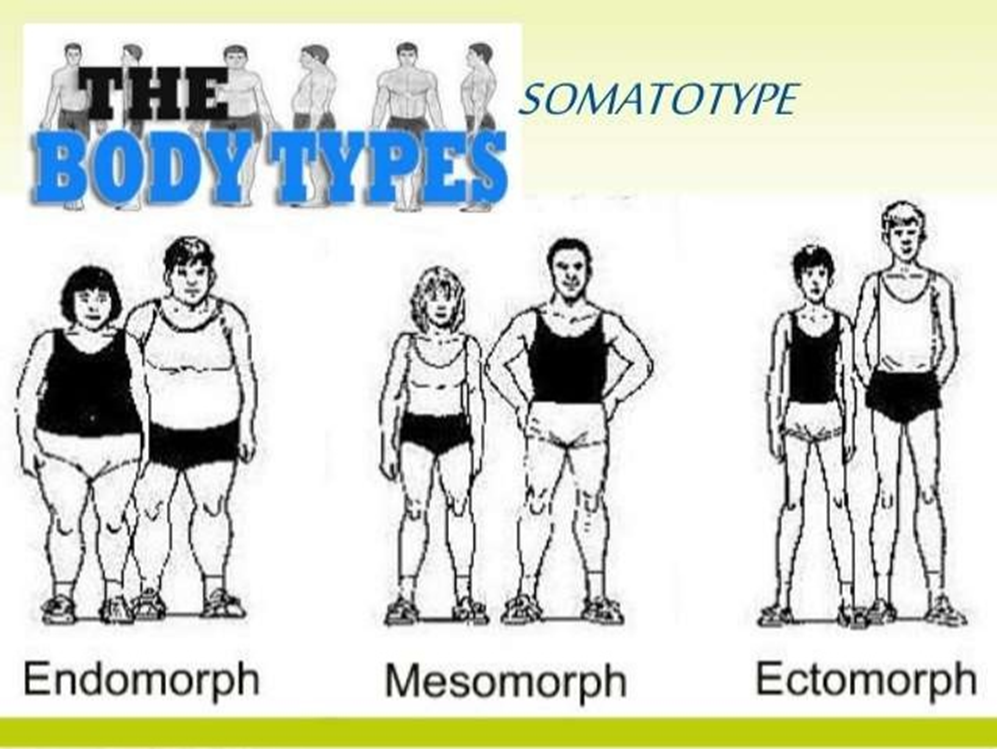 THE
BODY TYPES
SOMATOTYPE
Endomorph
Mesomorph
Ectomorph